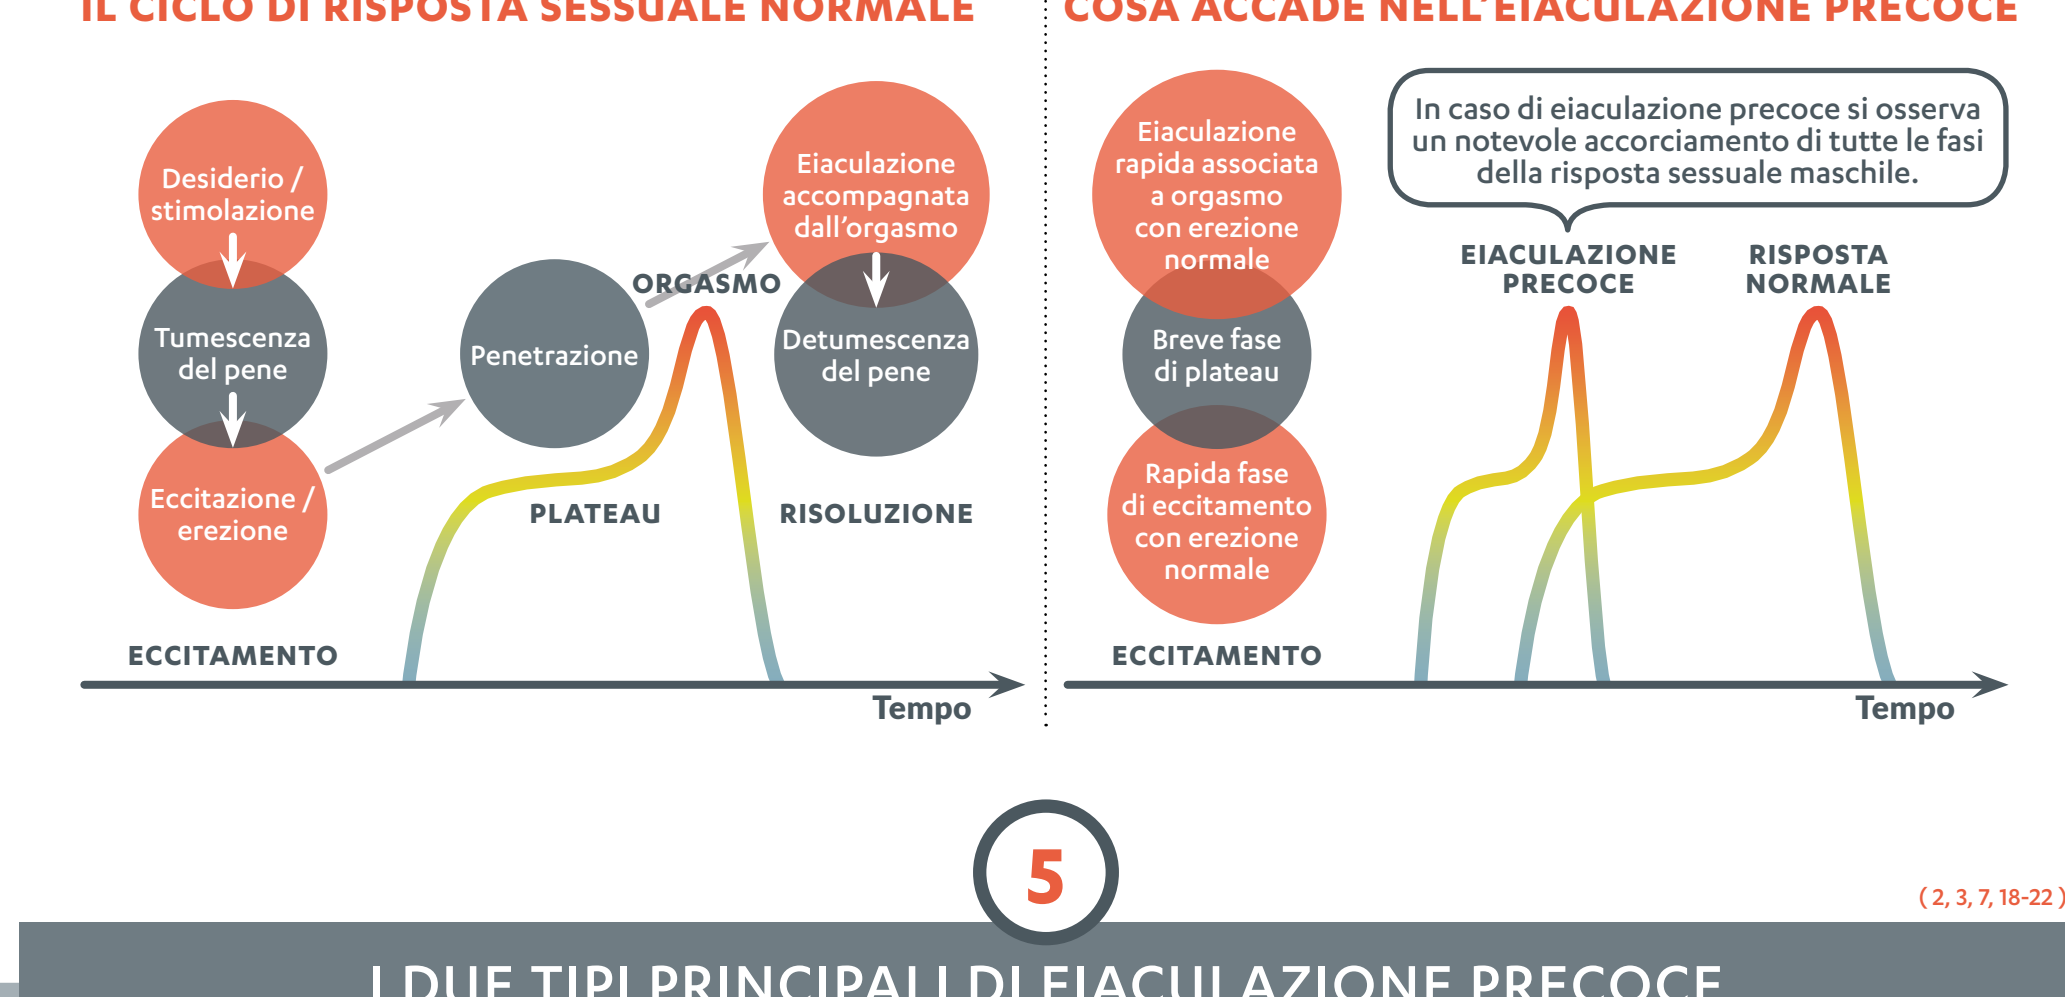 IL CICLO DI RISPOSTA SESSUALE NORMALE
Desiderio /
stimolazione
Tumescenza
del pene
Eccitazione /
erezione
ECCITAMENTO
Penetrazione
PLATEAU
ORGASMO
Eiaculazione
accompagnata
dall'orgasmo
Detumescenza
del pene
RISOLUZIONE
Tempo
COSA ACCADE NELL'EIACULAZIONE PRECOCE
Eiaculazione
rapida associata
a orgasmo
con erezione
normale
Breve fase
di plateau
Rapida fase
di eccitamento
con erezione
normale
ECCITAMENTO
In caso di eiaculazione precoce si osserva
un notevole accorciamento di tutte le fasi
della risposta sessuale maschile.
EIACULAZIONE
PRECOCE
RISPOSTA
NORMALE
Tempo
5
( 2, 3, 7, 18-22 )
I DUE TIPI PRINCIPALI DI EIACULAZIONE PRECOCE